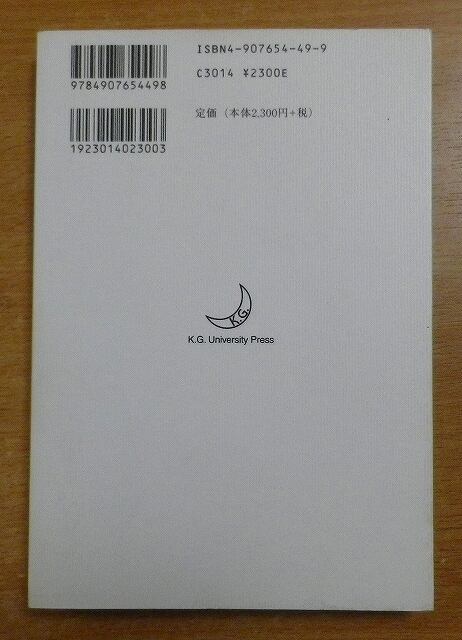 ISBN4-907654-49-9
9784907654498
C3014 ¥2300E
定価（本体2,300円+税）
1923014023003
K.G.
K.G. University Press